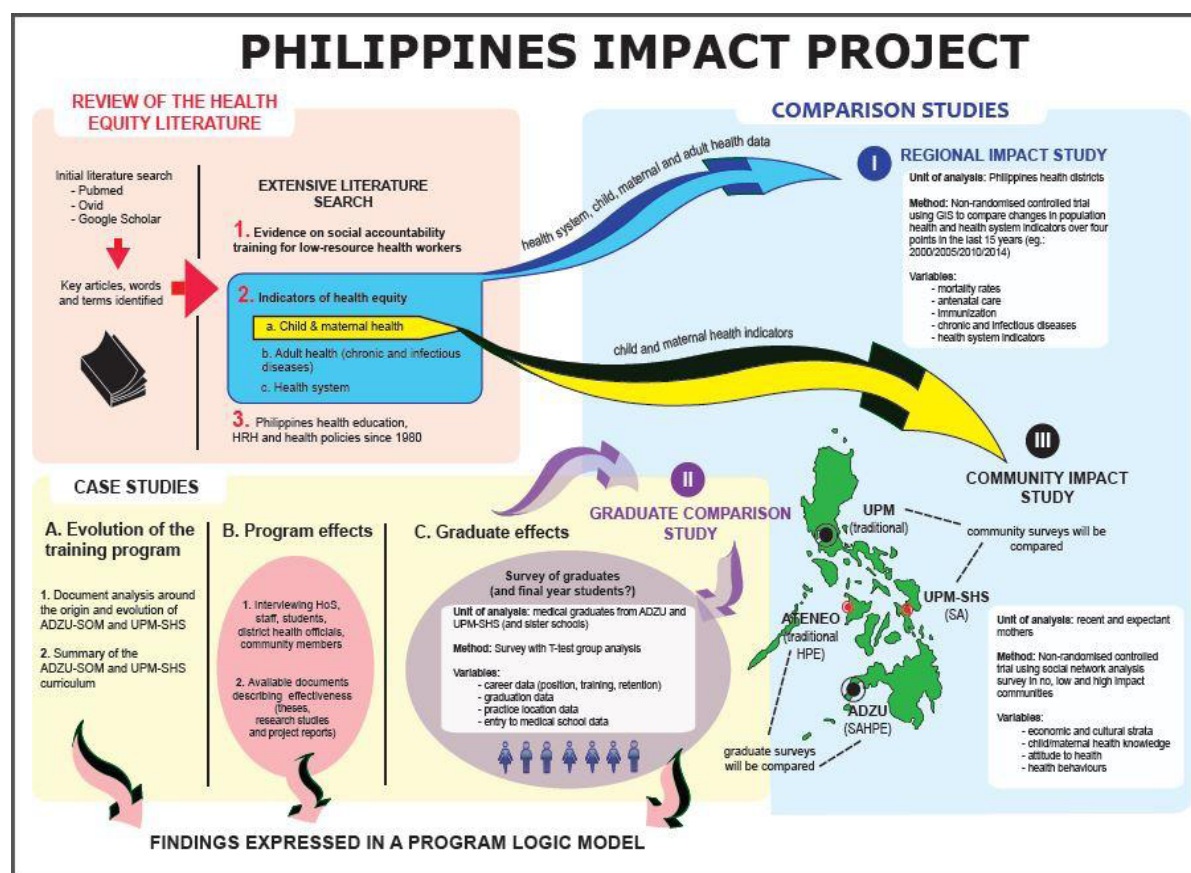 PHILIPPINES IMPACT PROJECT
REVIEW OF THE HEALTH
EQUITY LITERATURE
Initial literature search
- Pubmed
- Ovid
- Google Scholar
Key articles, words
and terms identified
EXTENSIVE LITERATURE
SEARCH
1. Evidence on social accountability
training for low-resource health workers
2. Indicators of health equity
a. Child & maternal health
b. Adult health (chronic and infectious
diseases)
c. Health system
3. Philippines health education,
HRH and health policies since 1980
COMPARISON STUDIES
health system, child, maternal and adult health data
child and maternal health indicators
I REGIONAL IMPACT STUDY
Unit of analysis: Philippines health districts
Method: Non-randomised controlled trial
using GIS to compare changes in population
health and health system indicators over four
points in the last 15 years (eg.:
2000/2005/2010/2014)
Variables:
- mortality rates
- antenatal care
- immunization
- chronic and infectious diseases
- health system indicators
CASE STUDIES
A. Evolution of the
training program
1. Document analysis around
the origin and evolution of
ADZU-SOM and UPM-SHS
2. Summary of the
ADZU-SOM and UPM-SHS
curriculum
B. Program effects
1. Interviewing HoS,
staff, students,
district health officials,
community members
2. Available documents
describing effectiveness
(theses,
research studies
and project reports)
C. Graduate effects
Survey of graduates
(and final year students?)
Unit of analysis: medical graduates from ADZU and
UPM-SHS (and sister schools)
Method: Survey with T-test group analysis
Variables:
- career data (position, training, retention)
- graduation data
- practice location data
- entry to medical school data
II
GRADUATE COMPARISON
STUDY
III
COMMUNITY IMPACT
STUDY
UPM
(traditional)
community surveys will be
compared
UPM-SHS
(SA)
ATENEO
(traditional
HPE)
ADZU
(SAHPE)
graduate surveys
will be compared
Unit of analysis: recent and expectant
mothers
Method: Non-randomised controlled
trial using social network analysis
survey in no, low and high impact
communities
Variables:
- economic and cultural strata
- child/maternal health knowledge
- attitude to health
- health behaviours
FINDINGS EXPRESSED IN A PROGRAM LOGIC MODEL